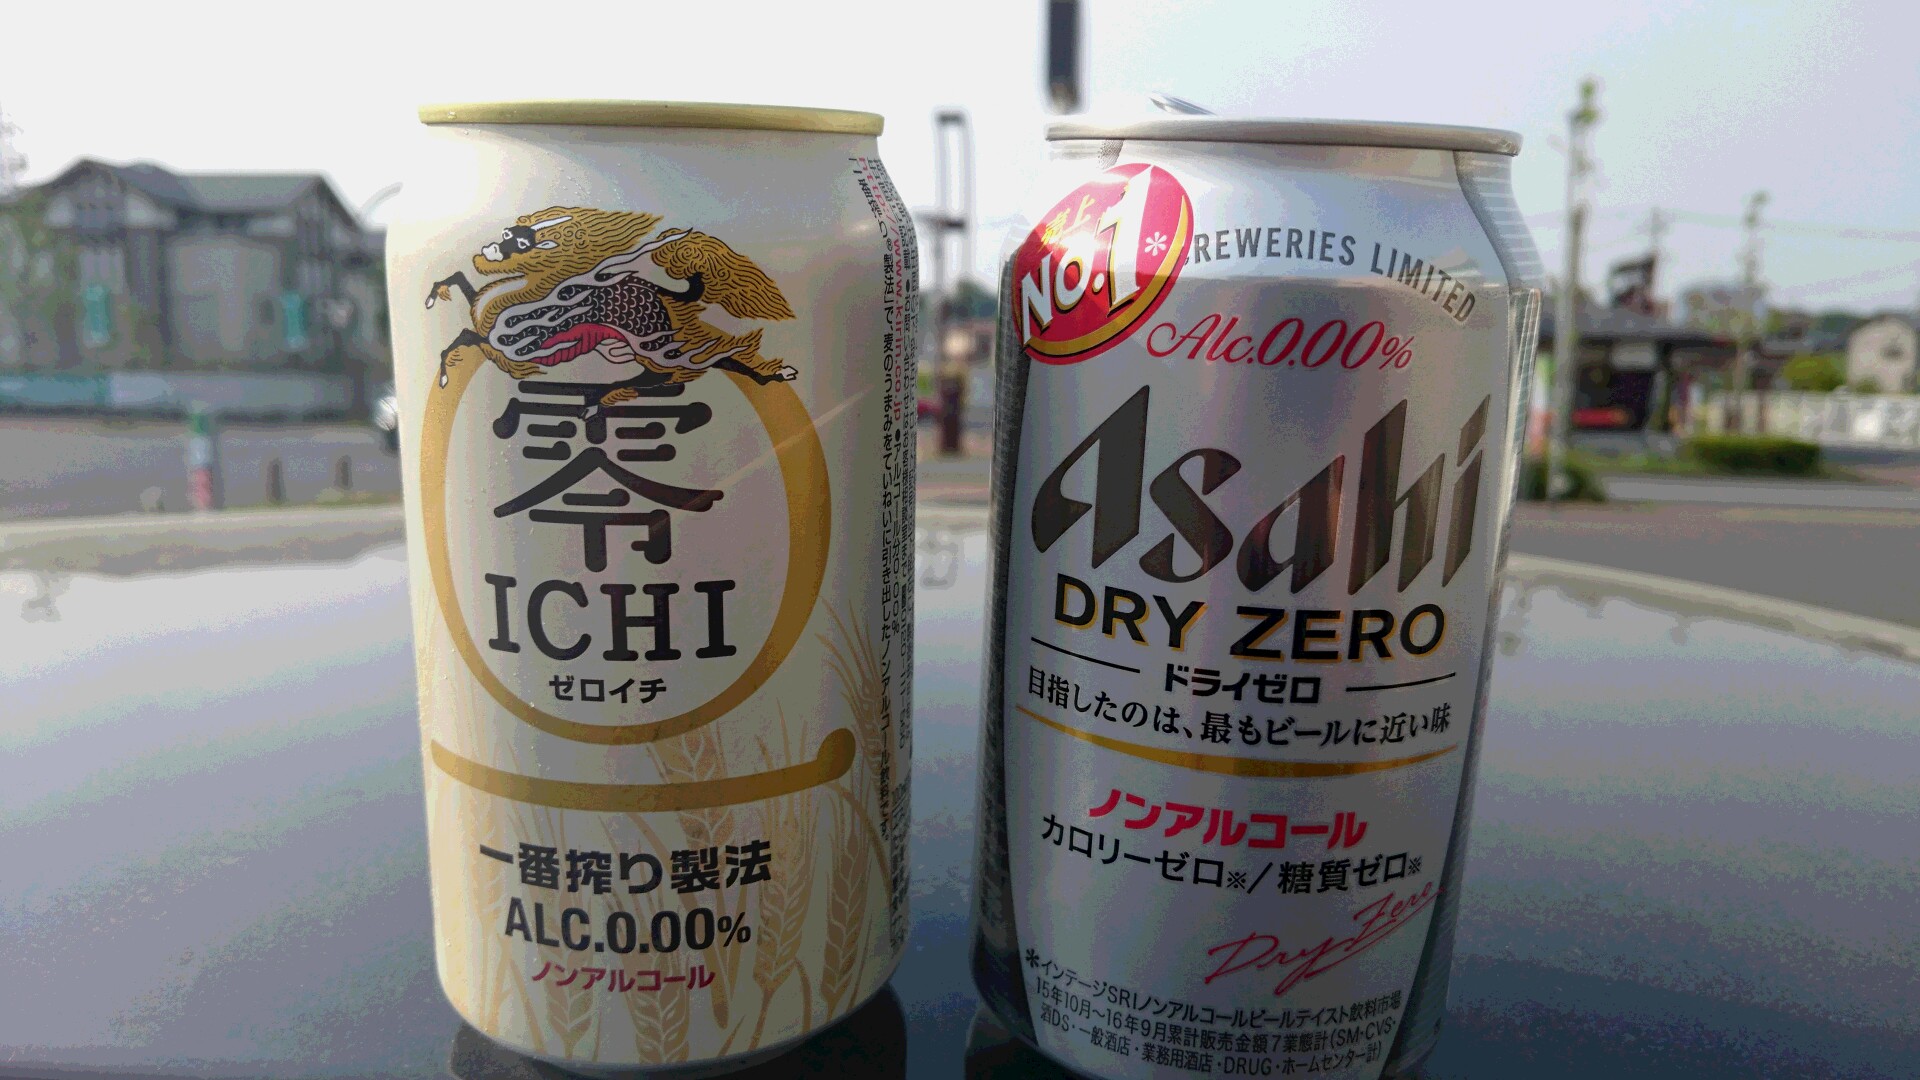 零
ICHI
ゼロイチ
一番搾り製法
ALC.0.00%
ノンアルコール
売上
No.1*
REWERIES LIMITED
Alc.0.00%
Asahi
DRY ZERO
ドライゼロ
目指したのは、最もビールに近い味
ノンアルコール
カロリーゼロ※/糖質ゼロ※
Dry Zero
*インテージSRIノンアルコールビールテイスト飲料市場
15年10月〜16年9月累計販売金額7業態計(SM・CVS・
酒DS・一般酒店・業務用酒店・DRUG・ホームセンター計)